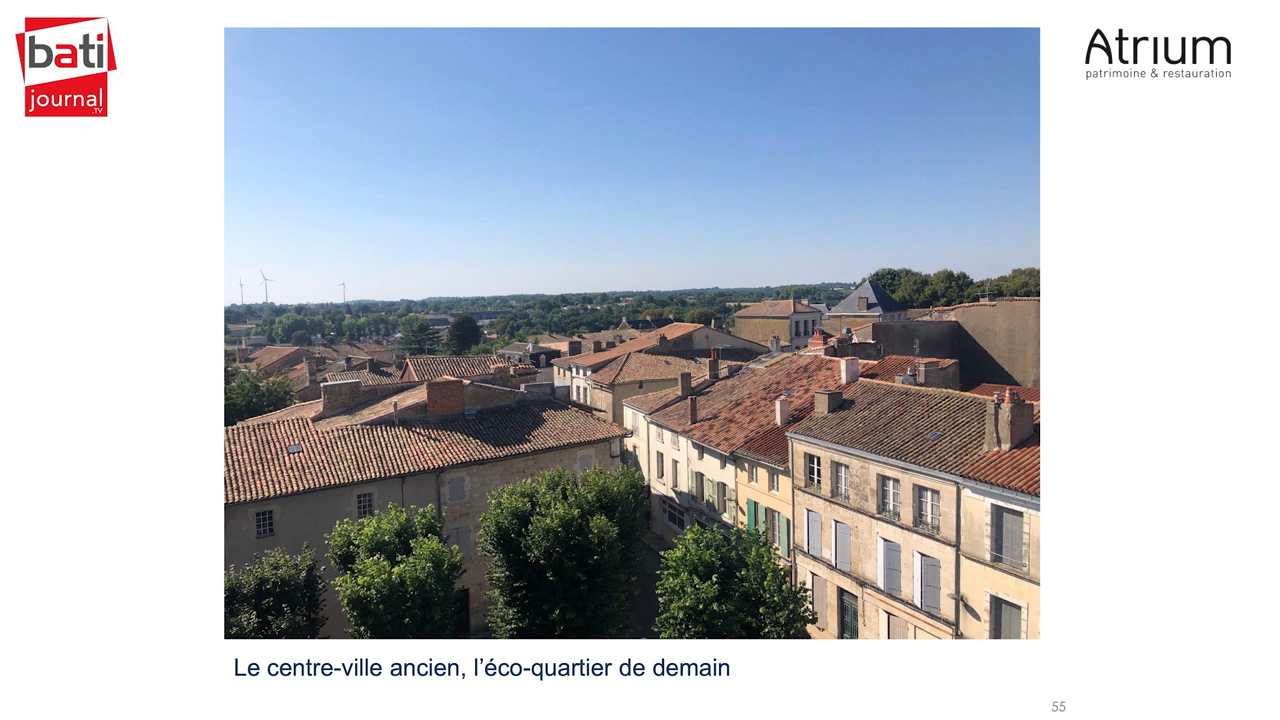 bati
journal
.TV
Atrium
patrimoine & restauration
Le centre-ville ancien, l’éco-quartier de demain
55